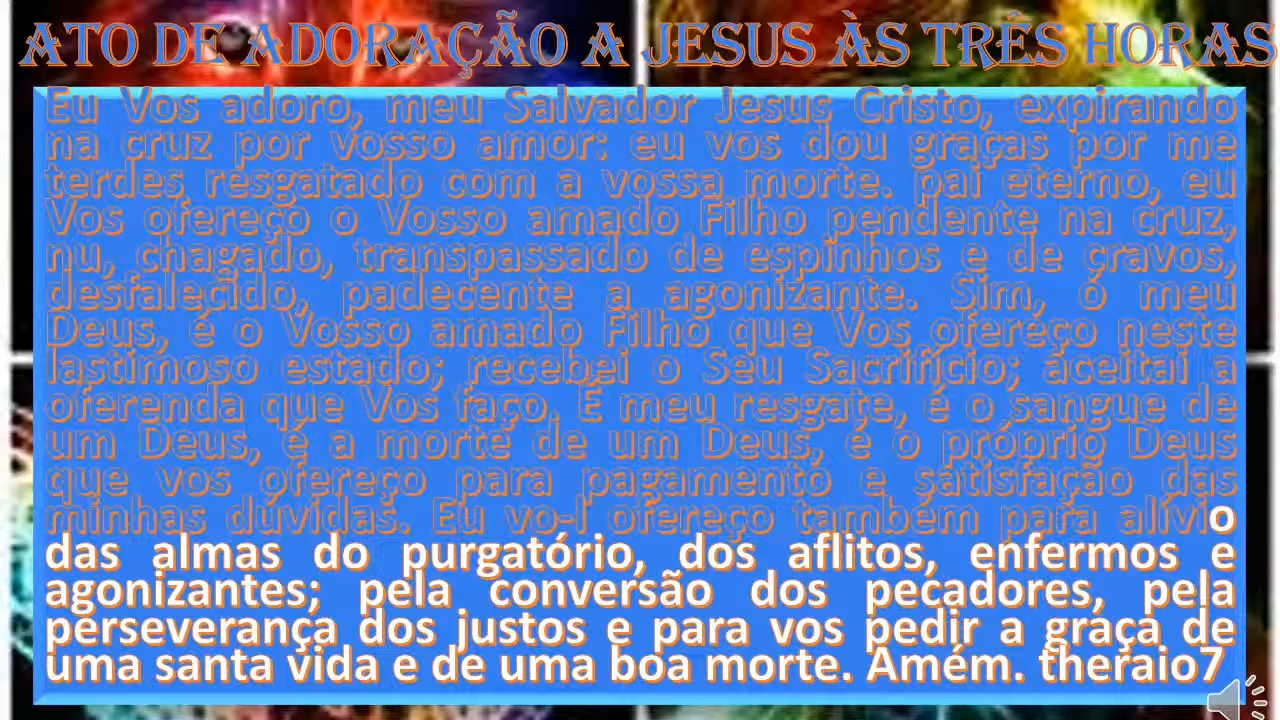 ATO DE ADORAÇÃO A JESUS ÀS TRÊS HORAS
Eu Vos adoro, meu Salvador Jesus Cristo, expirando
na cruz por vosso amor: eu vos dou graças por me
terdes resgatado com a vossa morte. pai eterno, eu
Vos ofereço o Vosso amado Filho pendente na cruz,
nu, chagado, transpassado de espinhos e de cravos,
desfalecido, padecente a agonizante. Sim, ó meu
Deus, é o Vosso amado Filho que Vos ofereço neste
lastimoso estado; recebei o Seu Sacrifício; aceitai a
oferenda que Vos faço. É meu resgate, é o sangue de
um Deus, é a morte de um Deus, é o próprio Deus
que vos ofereço para pagamento e satisfação das
minhas dúvidas. Eu vo-l ofereço também para alívio
das almas do purgatório, dos aflitos, enfermos e
agonizantes; pela conversão dos pecadores, pela
perseverança dos justos e para vos pedir a graça de
uma santa vida e de uma boa morte. Amém. theraio7